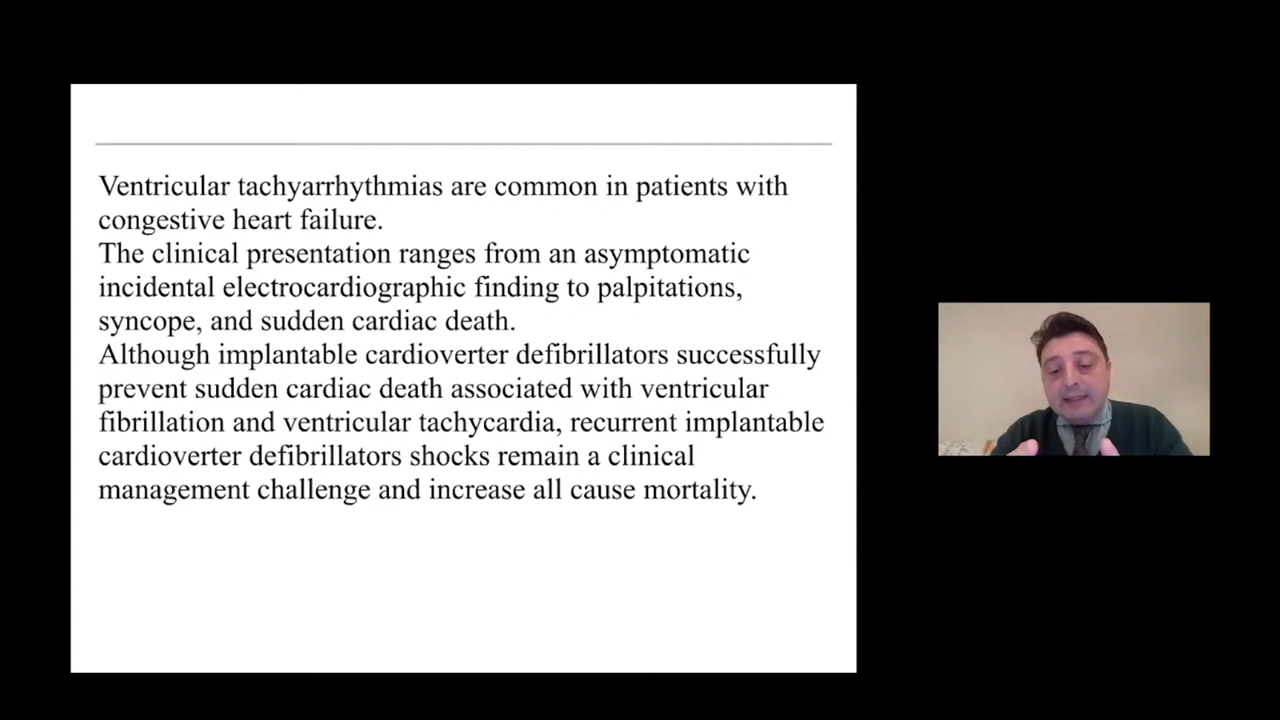 Ventricular tachyarrhythmias are common in patients with
congestive heart failure.
The clinical presentation ranges from an asymptomatic
incidental electrocardiographic finding to palpitations,
syncope, and sudden cardiac death.
Although implantable cardioverter defibrillators successfully
prevent sudden cardiac death associated with ventricular
fibrillation and ventricular tachycardia, recurrent implantable
cardioverter defibrillators shocks remain a clinical
management challenge and increase all cause mortality.